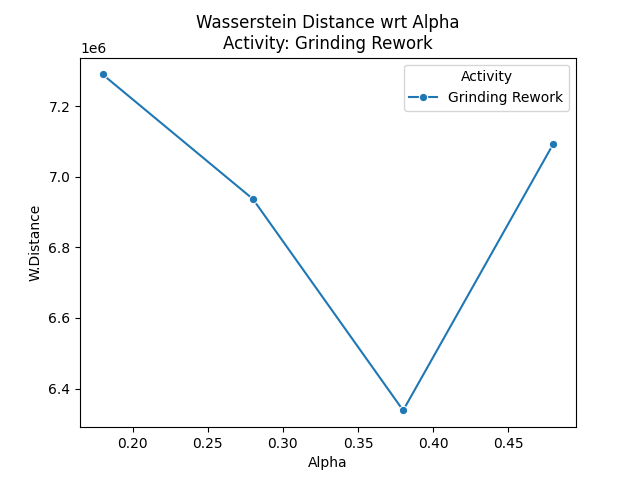 Wasserstein Distance wrt Alpha
Activity: Grinding Rework
1e6
Activity
Grinding Rework
7.2
7.0
6.8
6.6
6.4
W.Distance
0.20 0.25 0.30 0.35 0.40 0.45
Alpha